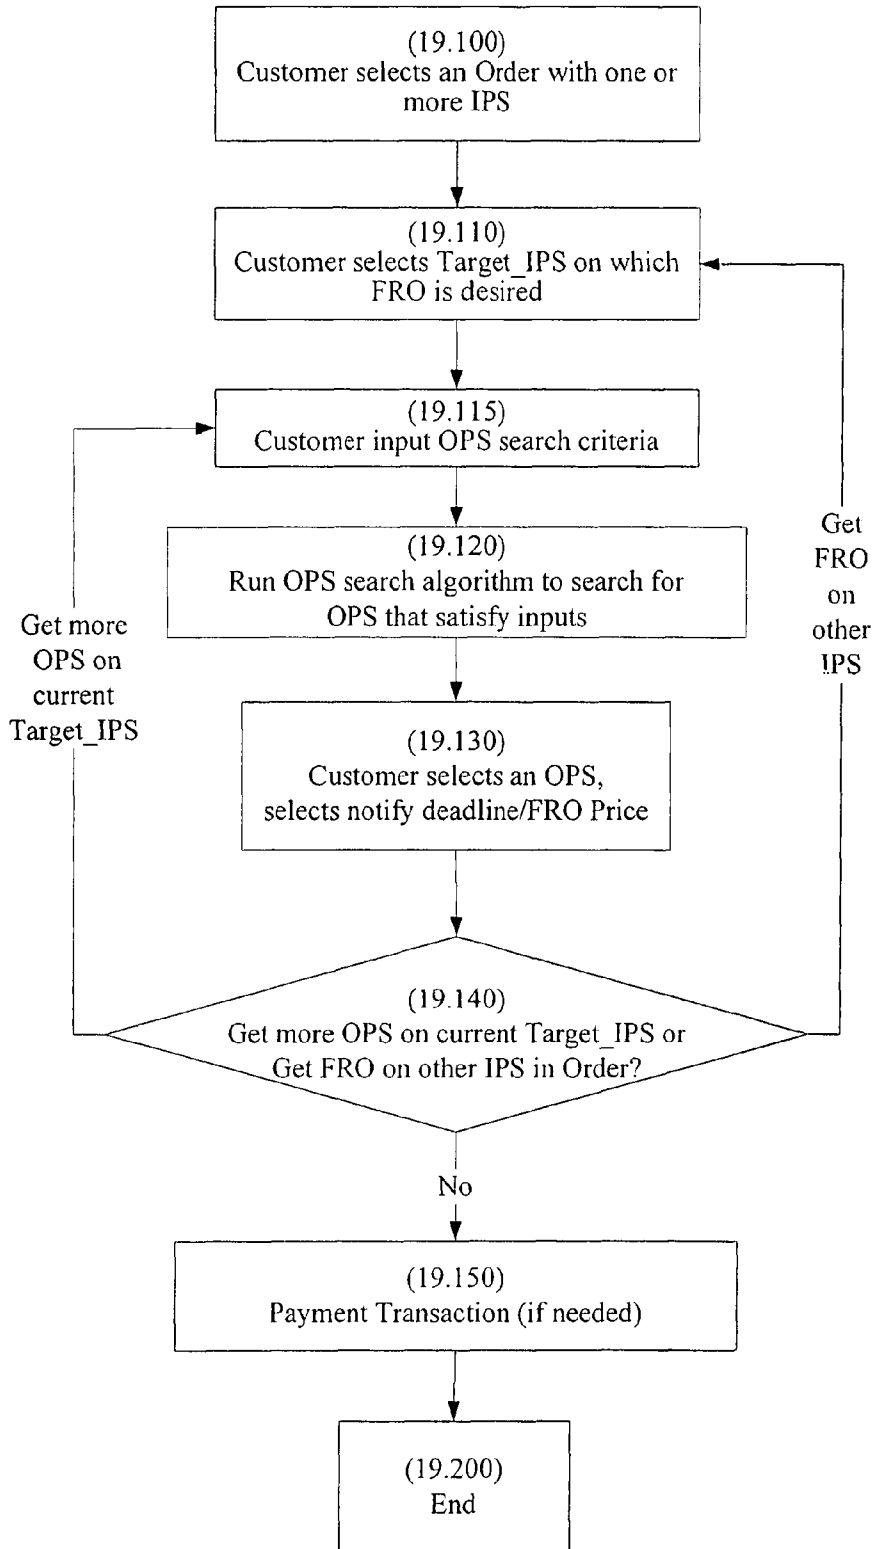 (19.100)
Customer selects an Order with one or
more IPS
(19.110)
Customer selects Target_IPS on which
FRO is desired
(19.115)
Customer input OPS search criteria
(19.120)
Run OPS search algorithm to search for
OPS that satisfy inputs
Get more
OPS on
current
Target_IPS
Get
FRO
on
other
IPS
(19.130)
Customer selects an OPS,
selects notify deadline/FRO Price
(19.140)
Get more OPS on current Target_IPS or
Get FRO on other IPS in Order?
No
(19.150)
Payment Transaction (if needed)
(19.200)
End